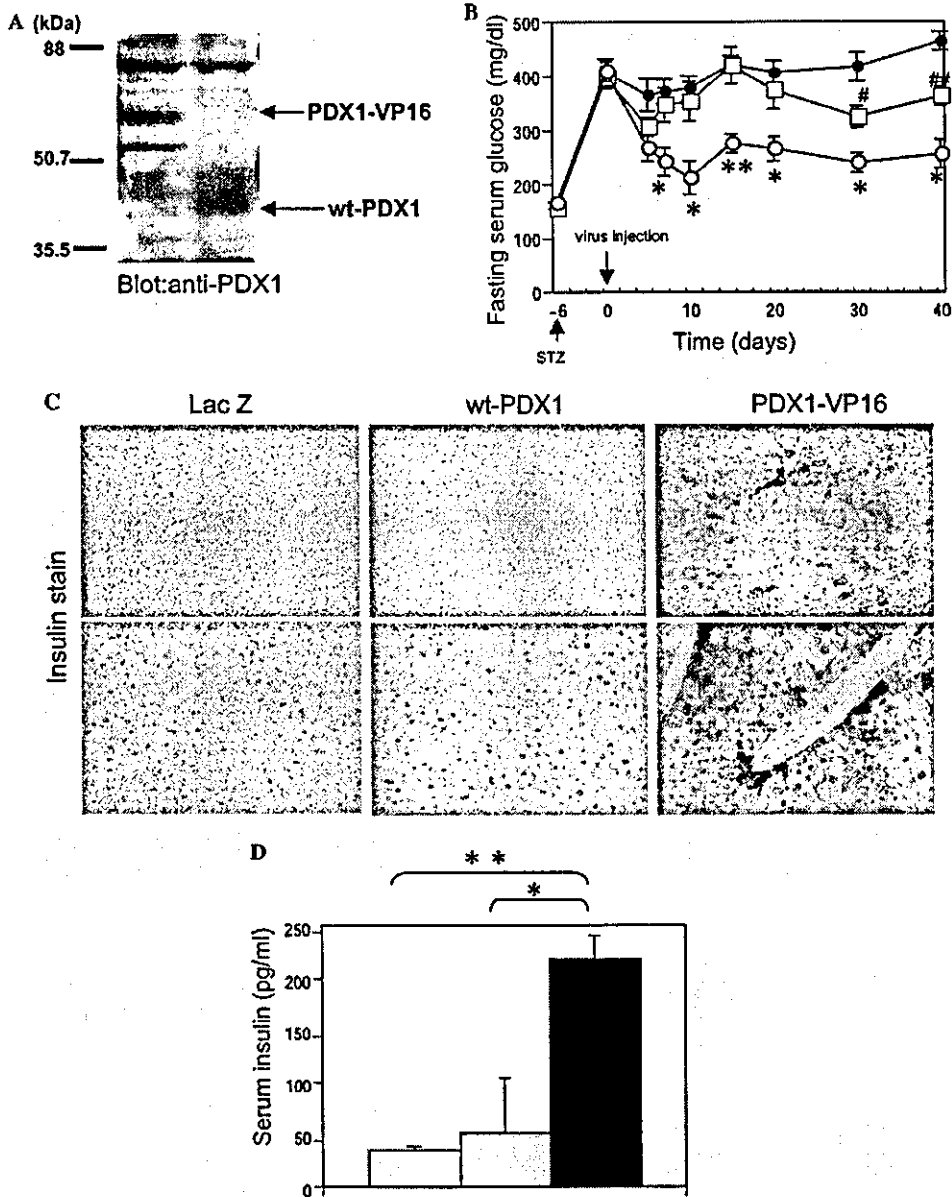 A (kDa)
88
50.7
35.5
PDX1-VP16
wt-PDX1
Blot:anti-PDX1
B
Fasting serum glucose (mg/dl)
500
400
300
200
100
0
# ##
* * ** * * *
virus injection
-6 0 10 20 30 40
STZ
Time (days)
C
Lac Z wt-PDX1 PDX1-VP16
Insulin stain
D
* *
*
Serum insulin (pg/ml)
250
200
150
100
50
0